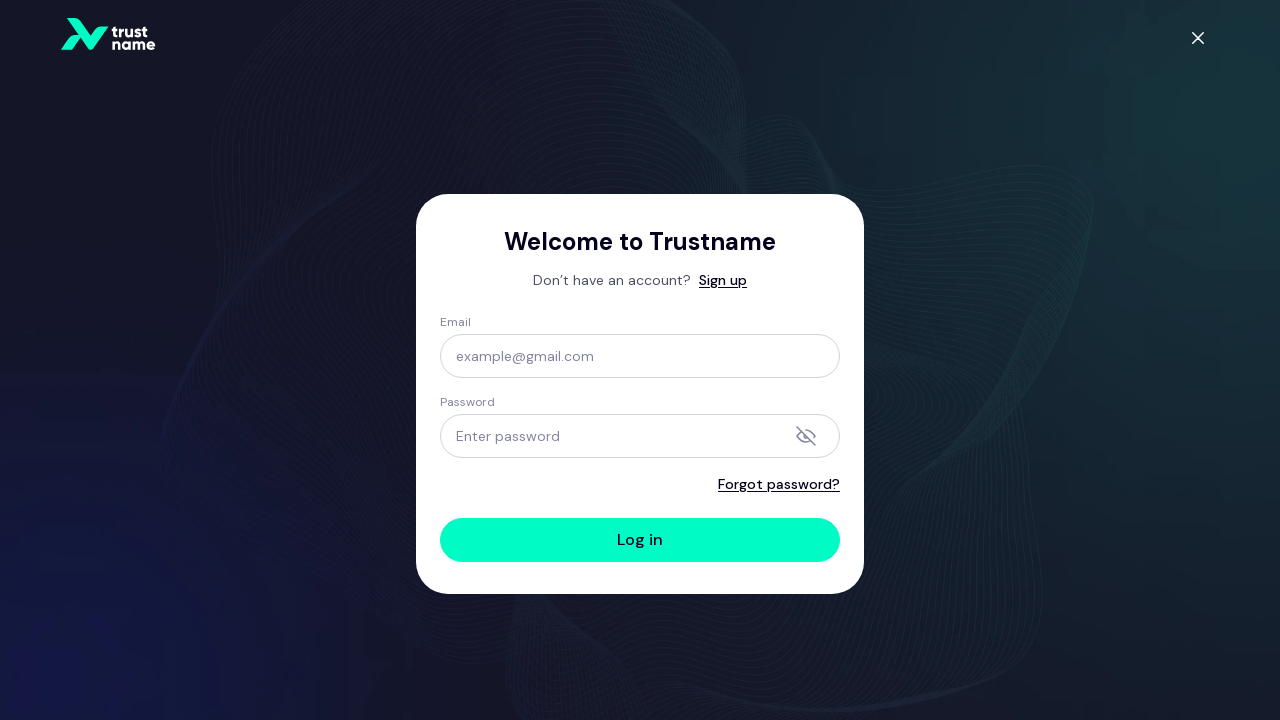 trust
name
Welcome to Trustname
Don’t have an account? Sign up
Email
example@gmail.com
Password
Enter password
Forgot password?
Log in